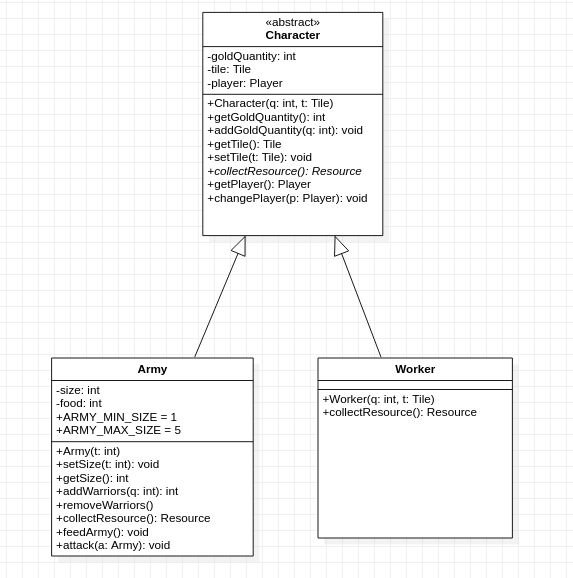 «abstract»
Character
-goldQuantity: int
-tile: Tile
-player: Player
+Character(q: int, t: Tile)
+getGoldQuantity(): int
+addGoldQuantity(q: int): void
+getTile(): Tile
+setTile(t: Tile): void
+collectResource(): Resource
+getPlayer(): Player
+changePlayer(p: Player): void
Army
-size: int
-food: int
+ARMY_MIN_SIZE = 1
+ARMY_MAX_SIZE = 5
+Army(t: int)
+setSize(t: int): void
+getSize(): int
+addWarriors(q: int): int
+removeWarriors()
+collectResource(): Resource
+feedArmy(): void
+attack(a: Army): void
Worker
+Worker(q: int, t: Tile)
+collectResource(): Resource